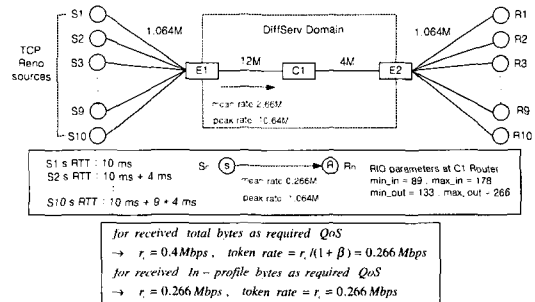 S1
S2
S3
S9
S10
TCP
Reno
sources
1.064M
DiffServ Domain
E1
12M
C1
4M
E2
mean rate 2.66M
peak rate 10.64M
1.064M
R1
R2
R3
R9
R10
S1 s RTT : 10 ms
S2 s RTT : 10 ms + 4 ms
:
S10 s RTT : 10 ms + 9 * 4 ms
S
R
Rn
mean rate 0.266M
peak rate 1.064M
RIO parameters at C1 Router
min_in = 89 , max_in = 178
min_out = 133 , max_out = 266
for received total bytes as required QoS
→ r_i = 0.4 Mbps , token rate = r_i /(1 + β) = 0.266 Mbps
for received In - profile bytes as required QoS
→ r_i = 0.266 Mbps , token rate = r_i = 0.266 Mbps